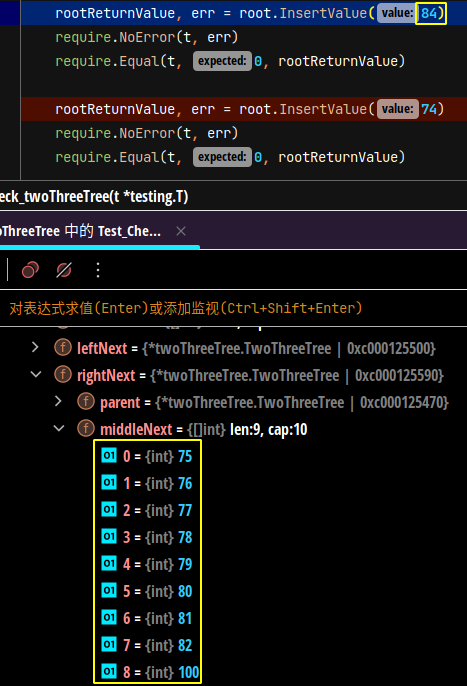 rootReturnValue, err = root.InsertValue( value: 84)
require.NoError(t, err)
require.Equal(t, expected: 0, rootReturnValue)
rootReturnValue, err = root.InsertValue( value: 74)
require.NoError(t, err)
require.Equal(t, expected: 0, rootReturnValue)
eck_twoThreeTree(t *testing.T)
oThreeTree 中的 Test_Che...
对表达式求值(Enter)或添加监视(Ctrl+Shift+Enter)
leftNext = {*twoThreeTree.TwoThreeTree | 0xc000125500}
rightNext = {*twoThreeTree.TwoThreeTree | 0xc000125590}
parent = {*twoThreeTree.TwoThreeTree | 0xc000125470}
middleNext = {[]int} len:9, cap:10
01 0 = {int} 75
01 1 = {int} 76
01 2 = {int} 77
01 3 = {int} 78
01 4 = {int} 79
01 5 = {int} 80
01 6 = {int} 81
01 7 = {int} 82
01 8 = {int} 100